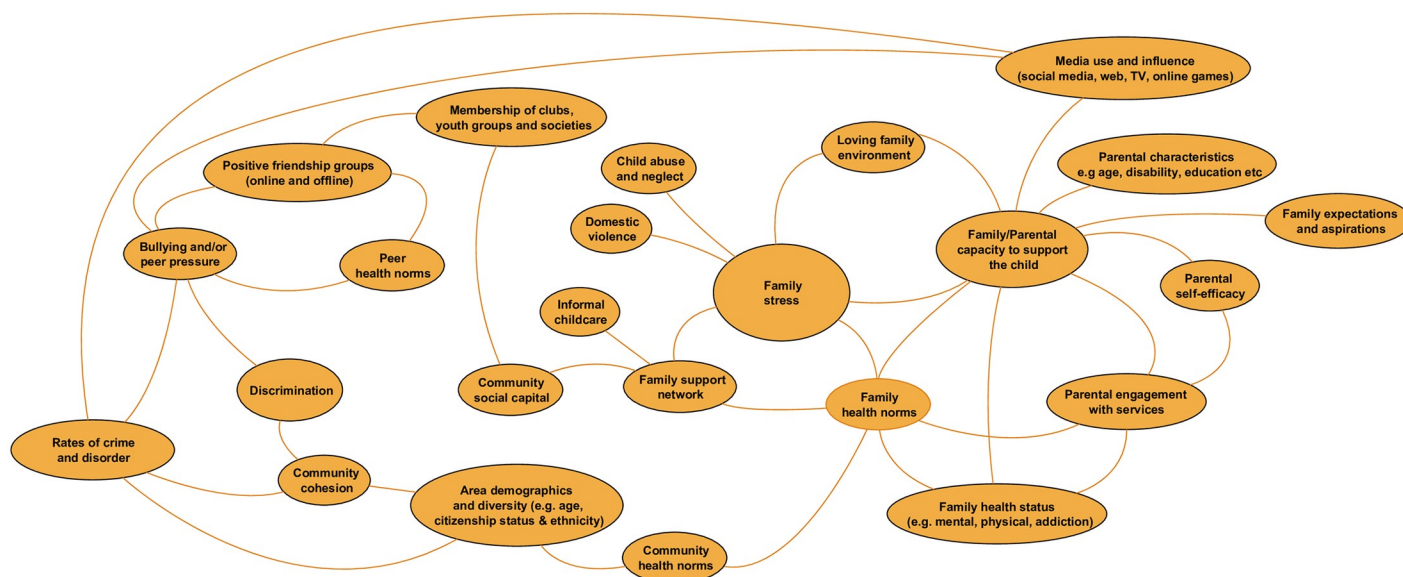 Media use and influence
(social media, web, TV, online games)
Membership of clubs,
youth groups and societies
Loving family
environment
Parental characteristics
e.g age, disability, education etc
Positive friendship groups
(online and offline)
Child abuse
and neglect
Family expectations
and aspirations
Domestic
violence
Family/Parental
capacity to support
the child
Bullying and/or
peer pressure
Peer
health norms
Family
stress
Parental
self-efficacy
Informal
childcare
Discrimination
Community
social capital
Family support
network
Family
health norms
Parental engagement
with services
Rates of crime
and disorder
Community
cohesion
Area demographics
and diversity (e.g. age,
citizenship status & ethnicity)
Family health status
(e.g. mental, physical, addiction)
Community
health norms